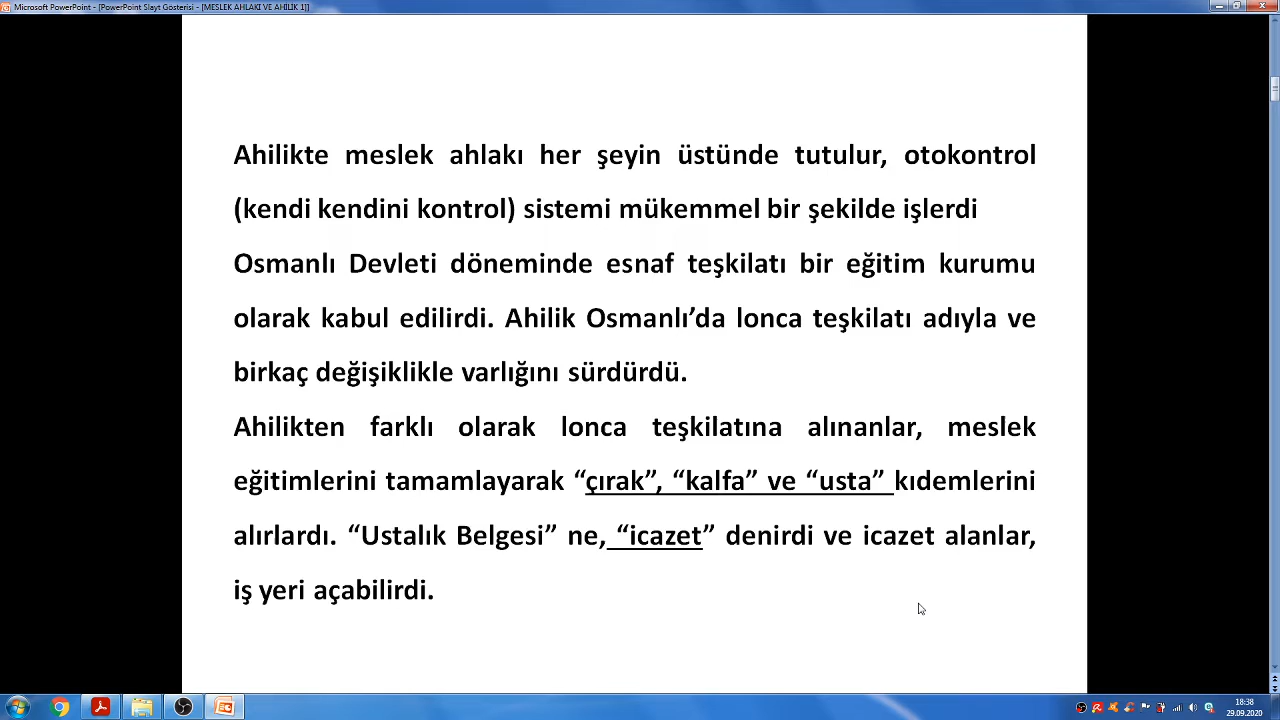 Microsoft PowerPoint - [PowerPoint Slayt Gösterisi - [MESLEK AHLAKI VE AHİLİK 1]]
Ahilikte meslek ahlakı her şeyin üstünde tutulur, otokontrol
(kendi kendini kontrol) sistemi mükemmel bir şekilde işlerdi
Osmanlı Devleti döneminde esnaf teşkilatı bir eğitim kurumu
olarak kabul edilirdi. Ahilik Osmanlı’da lonca teşkilatı adıyla ve
birkaç değişiklikle varlığını sürdürdü.
Ahilikten farklı olarak lonca teşkilatına alınanlar, meslek
eğitimlerini tamamlayarak “çırak”, “kalfa” ve “usta” kıdemlerini
alırlardı. “Ustalık Belgesi” ne, “icazet” denirdi ve icazet alanlar,
iş yeri açabilirdi.
18:38
29.09.2020